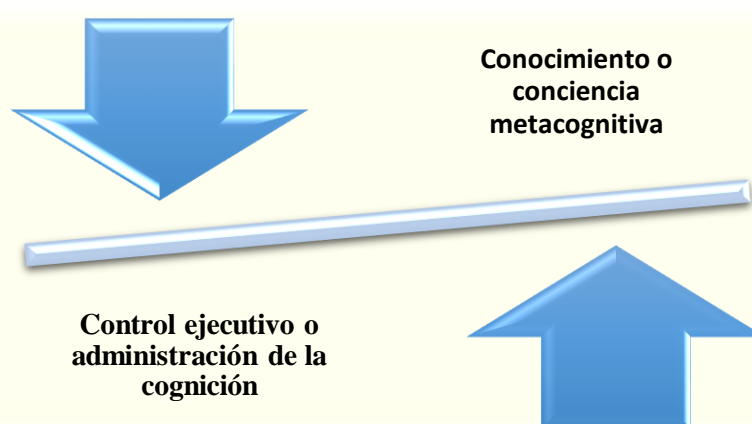 Conocimiento o
conciencia
metacognitiva
Control ejecutivo o
administración de la
cognición